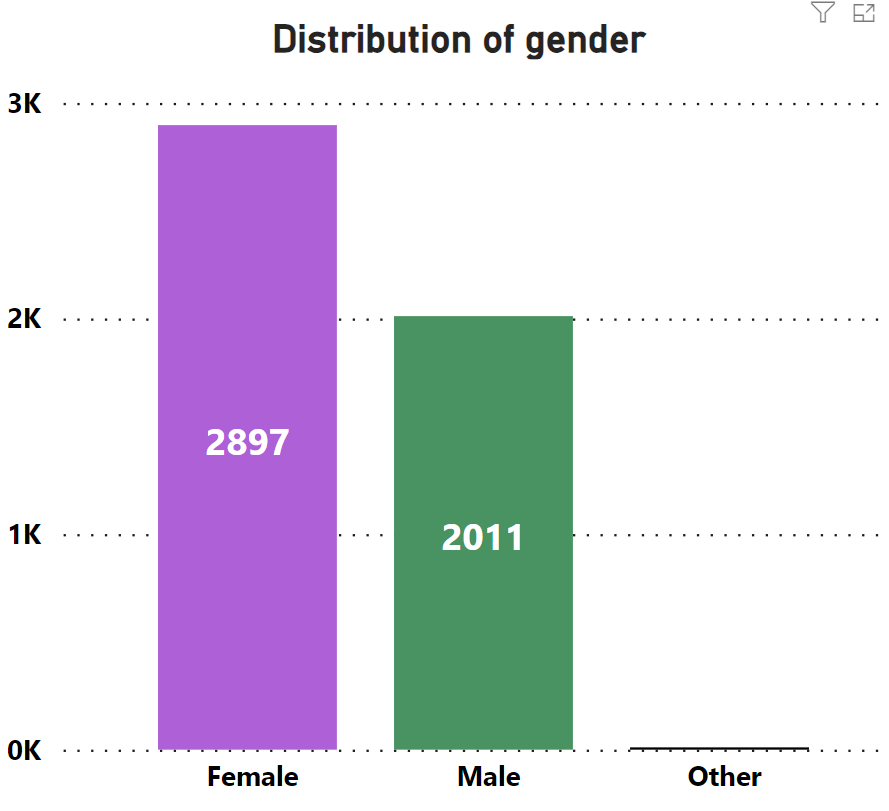 Distribution of gender
3K
2K
1K
0K
2897
2011
Female
Male
Other